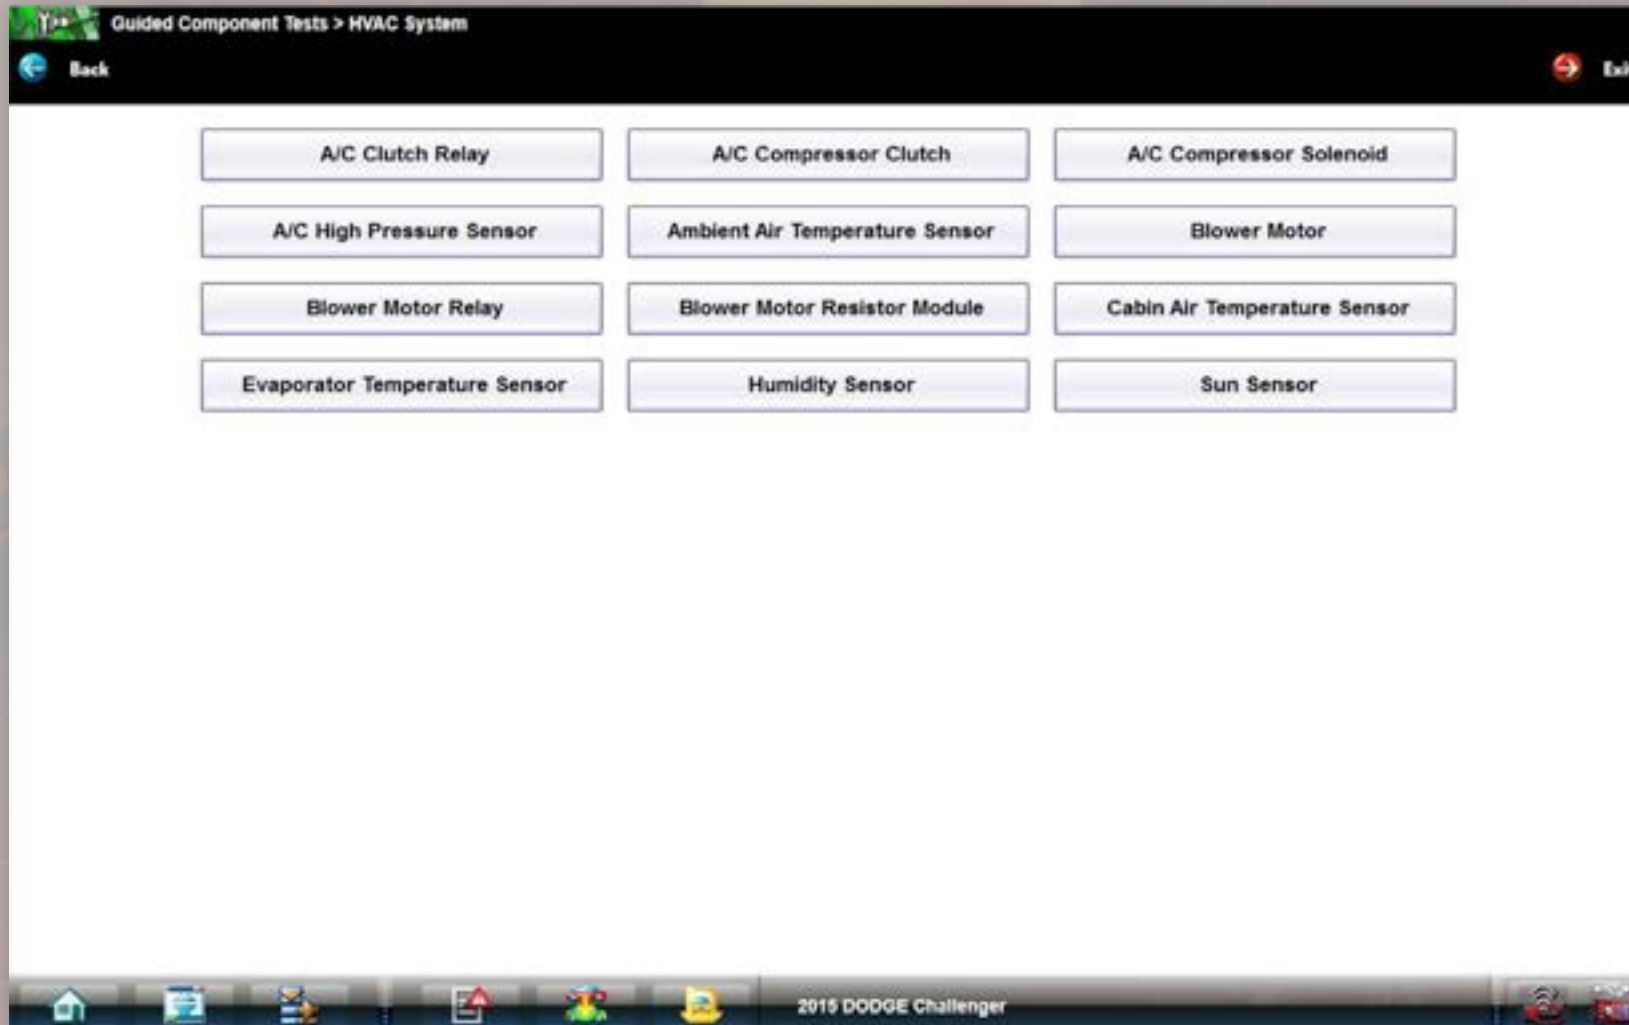 Guided Component Tests > HVAC System
Back
A/C Clutch Relay
A/C Compressor Clutch
A/C Compressor Solenoid
A/C High Pressure Sensor
Ambient Air Temperature Sensor
Blower Motor
Blower Motor Relay
Blower Motor Resistor Module
Cabin Air Temperature Sensor
Evaporator Temperature Sensor
Humidity Sensor
Sun Sensor
2015 DODGE Challenger